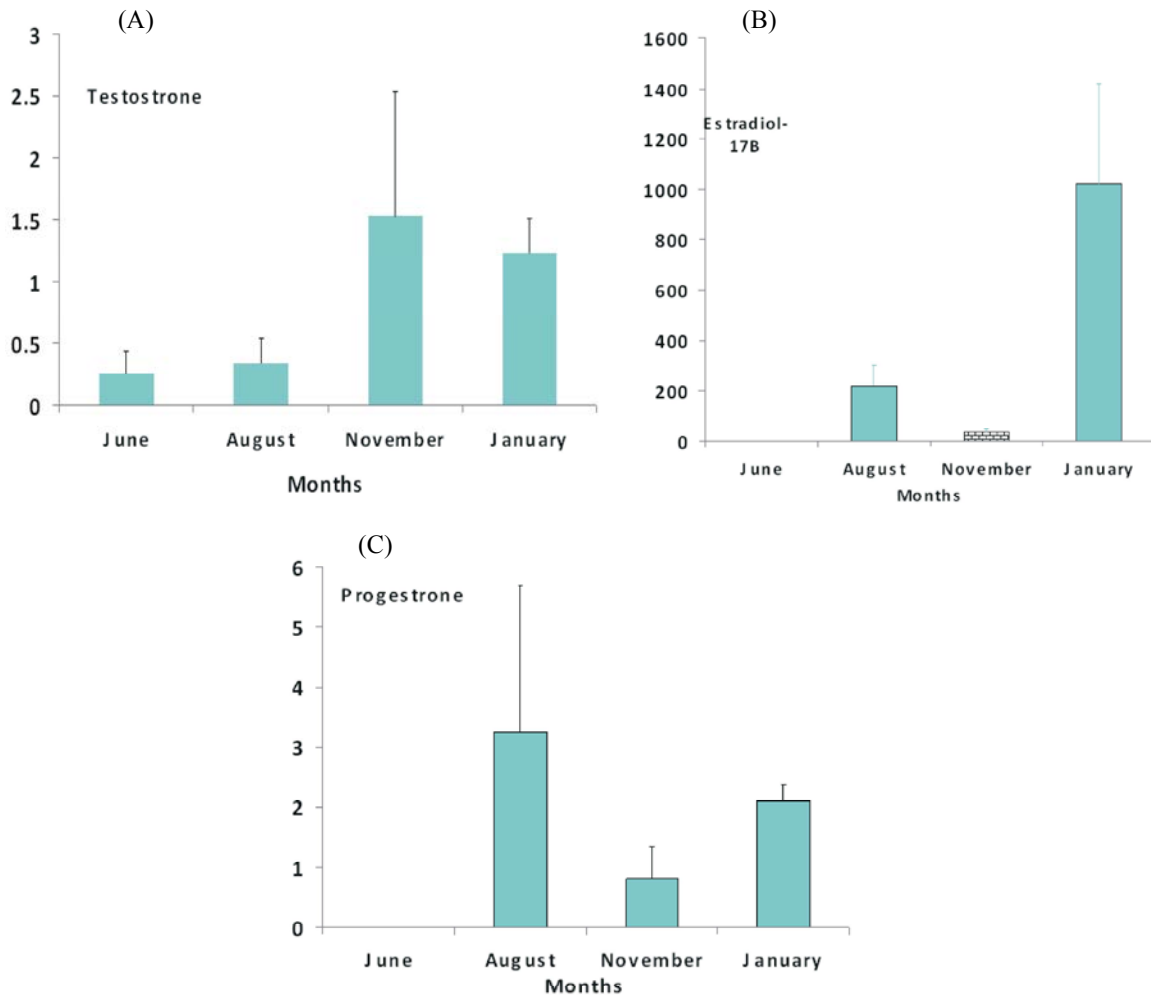 (A)
3
2.5
2
1.5
1
0.5
0
Testostrone
June August November January
Months
(B)
1600
1400
1200
1000
800
600
400
200
0
Estradiol-
17B
June August November January
Months
(C)
6
5
4
3
2
1
0
Progestrone
June August November January
Months